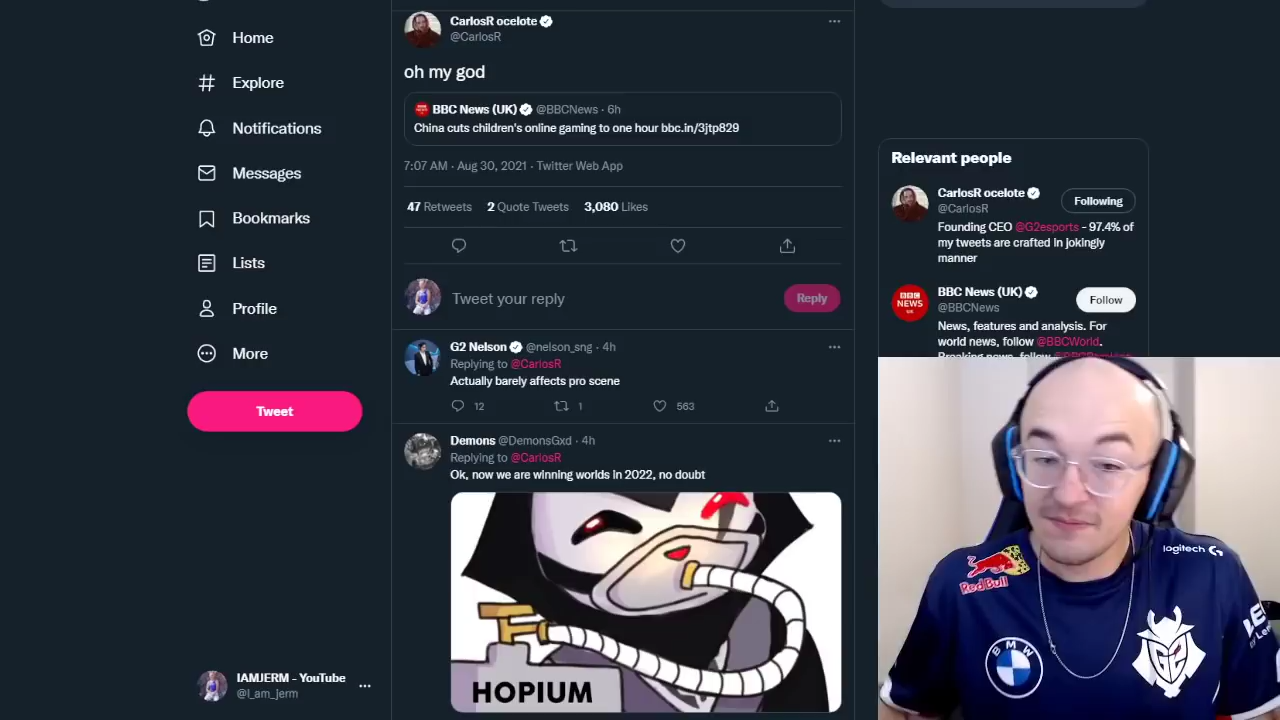 Home
Explore
Notifications
Messages
Bookmarks
Lists
Profile
More
Tweet
IAMJERM - YouTube
@I_am_jerm
CarlosR ocelote
@CarlosR
oh my god
BBC News (UK) @BBCNews · 6h
China cuts children's online gaming to one hour bbc.in/3jtp829
7:07 AM · Aug 30, 2021 · Twitter Web App
47 Retweets 2 Quote Tweets 3,080 Likes
Tweet your reply
Reply
G2 Nelson @nelson_sng · 4h
Replying to @CarlosR
Actually barely affects pro scene
12 1 563
Demons @DemonsGxd · 4h
Replying to @CarlosR
Ok, now we are winning worlds in 2022, no doubt
HOPIUM
Relevant people
CarlosR ocelote
@CarlosR
Following
Founding CEO @G2esports - 97.4% of
my tweets are crafted in jokingly
manner
BBC NEWS UK
BBC News (UK)
@BBCNews
Follow
News, features and analysis. For
world news, follow @BBCWorld.
logitech G
Red Bull
BMW
G2